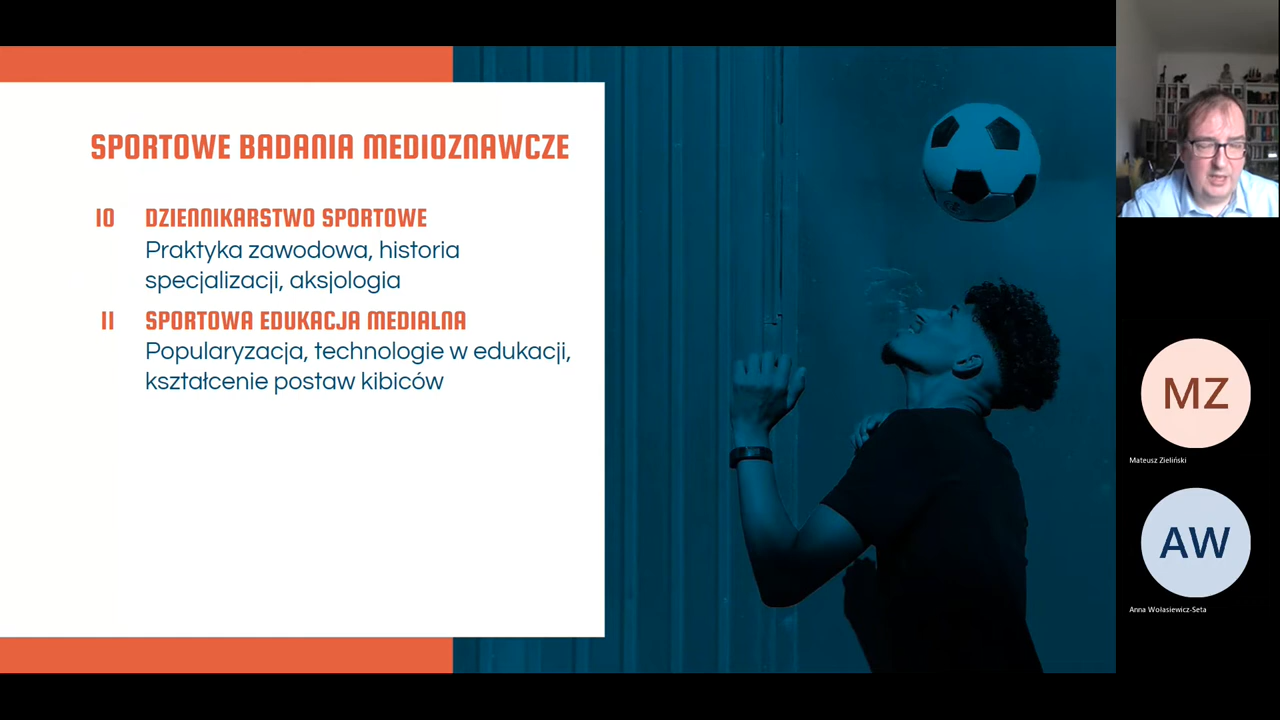 SPORTOWE BADANIA MEDIOZNAWCZE
10 DZIENNIKARSTWO SPORTOWE
Praktyka zawodowa, historia
specjalizacji, aksjologia
11 SPORTOWA EDUKACJA MEDIALNA
Popularyzacja, technologie w edukacji,
kształcenie postaw kibiców
MZ
Mateusz Zieliński
AW
Anna Wołasiewicz-Seta